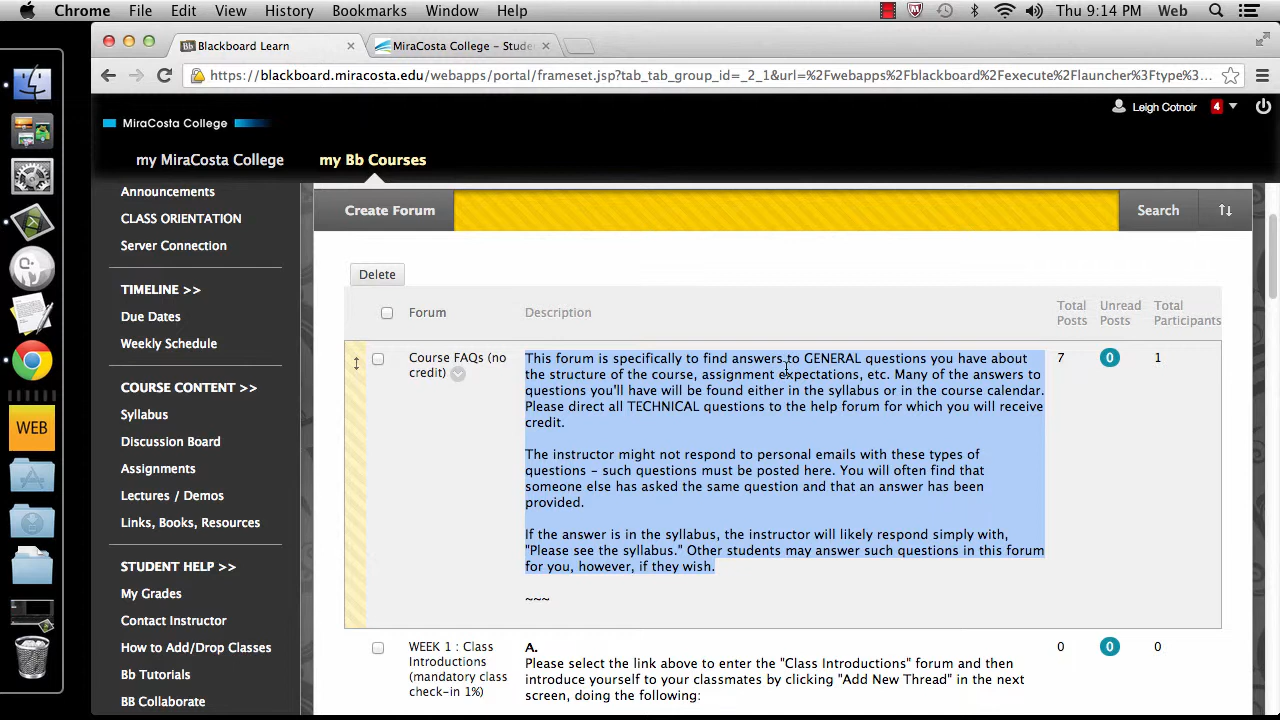 Chrome File Edit View History Bookmarks Window Help Thu 9:14 PM Web
Bb Blackboard Learn
MiraCosta College – Stude
https://blackboard.miracosta.edu/webapps/portal/frameset.jsp?tab_tab_group_id=_2_1&url=%2Fwebapps%2Fblackboard%2Fexecute%2Flauncher%3Ftype%3...
MiraCosta College
Leigh Cotnoir 4
my MiraCosta College my Bb Courses
Announcements
CLASS ORIENTATION
Server Connection
TIMELINE >>
Due Dates
Weekly Schedule
COURSE CONTENT >>
Syllabus
Discussion Board
Assignments
Lectures / Demos
Links, Books, Resources
STUDENT HELP >>
My Grades
Contact Instructor
How to Add/Drop Classes
Bb Tutorials
BB Collaborate
WEB
Create Forum Search
Delete
Forum Description Total Posts Unread Posts Total Participants
Course FAQs (no
credit)
This forum is specifically to find answers to GENERAL questions you have about
the structure of the course, assignment expectations, etc. Many of the answers to
questions you'll have will be found either in the syllabus or in the course calendar.
Please direct all TECHNICAL questions to the help forum for which you will receive
credit.
The instructor might not respond to personal emails with these types of
questions – such questions must be posted here. You will often find that
someone else has asked the same question and that an answer has been
provided.
If the answer is in the syllabus, the instructor will likely respond simply with,
"Please see the syllabus." Other students may answer such questions in this forum
for you, however, if they wish.
~~~
7 0 1
WEEK 1 : Class
Introductions
(mandatory class
check-in 1%)
A.
Please select the link above to enter the "Class Introductions" forum and then
introduce yourself to your classmates by clicking "Add New Thread" in the next
screen, doing the following:
0 0 0